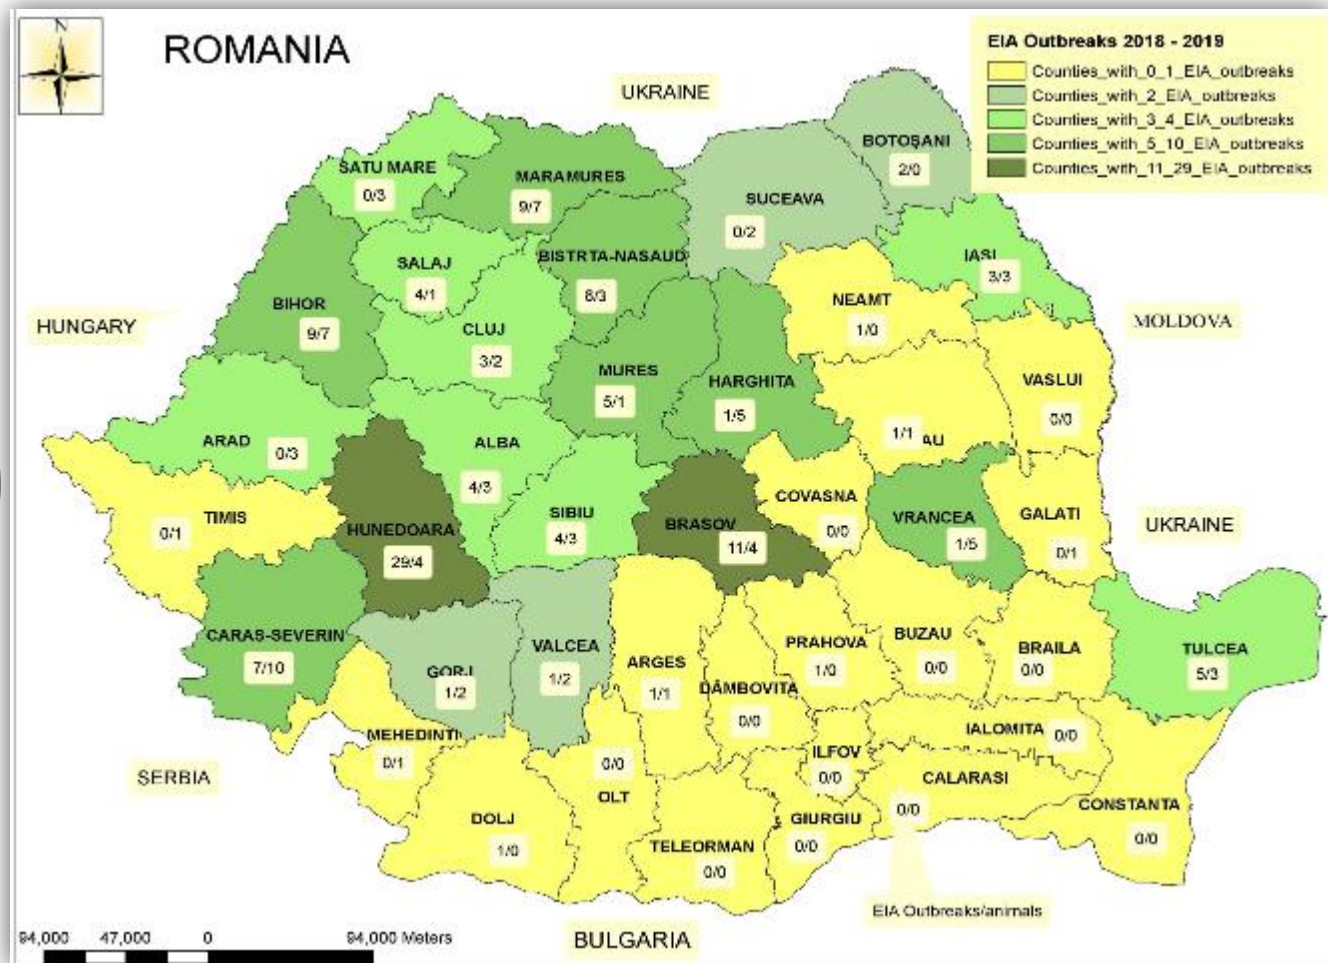 N
ROMANIA
EIA Outbreaks 2018 - 2019
Counties_with_0_1_EIA_outbreaks
Counties_with_2_EIA_outbreaks
Counties_with_3_4_EIA_outbreaks
Counties_with_5_10_EIA_outbreaks
Counties_with_11_29_EIA_outbreaks
UKRAINE
BOTOȘANI
2/0
SATU MARE
0/3
MARAMURES
9/7
SUCEAVA
0/2
IASI
3/3
SALAJ
4/1
BISTRTA-NASAUD
8/3
BIHOR
9/7
NEAMT
1/0
HUNGARY
CLUJ
3/2
MOLDOVA
MURES
5/1
HARGHITA
1/5
VASLUI
0/0
ARAD
0/3
ALBA
4/3
1/1
AU
TIMIS
0/1
HUNEDOARA
29/4
SIBIU
4/3
BRASOV
11/4
COVASNA
0/0
VRANCEA
1/5
GALATI
0/1
UKRAINE
CARAS-SEVERIN
7/10
GORJ
1/2
VALCEA
1/2
ARGES
1/1
DÂMBOVITA
0/0
PRAHOVA
1/0
BUZAU
0/0
BRAILA
0/0
TULCEA
5/3
MEHEDINTI
0/1
SERBIA
0/0
OLT
ILFOV
0/0
IALOMITA
0/0
CALARASI
0/0
CONSTANTA
0/0
DOLJ
1/0
TELEORMAN
0/0
GIURGIU
0/0
EIA Outbreaks/animals
BULGARIA
94,000 47,000 0 94,000 Meters